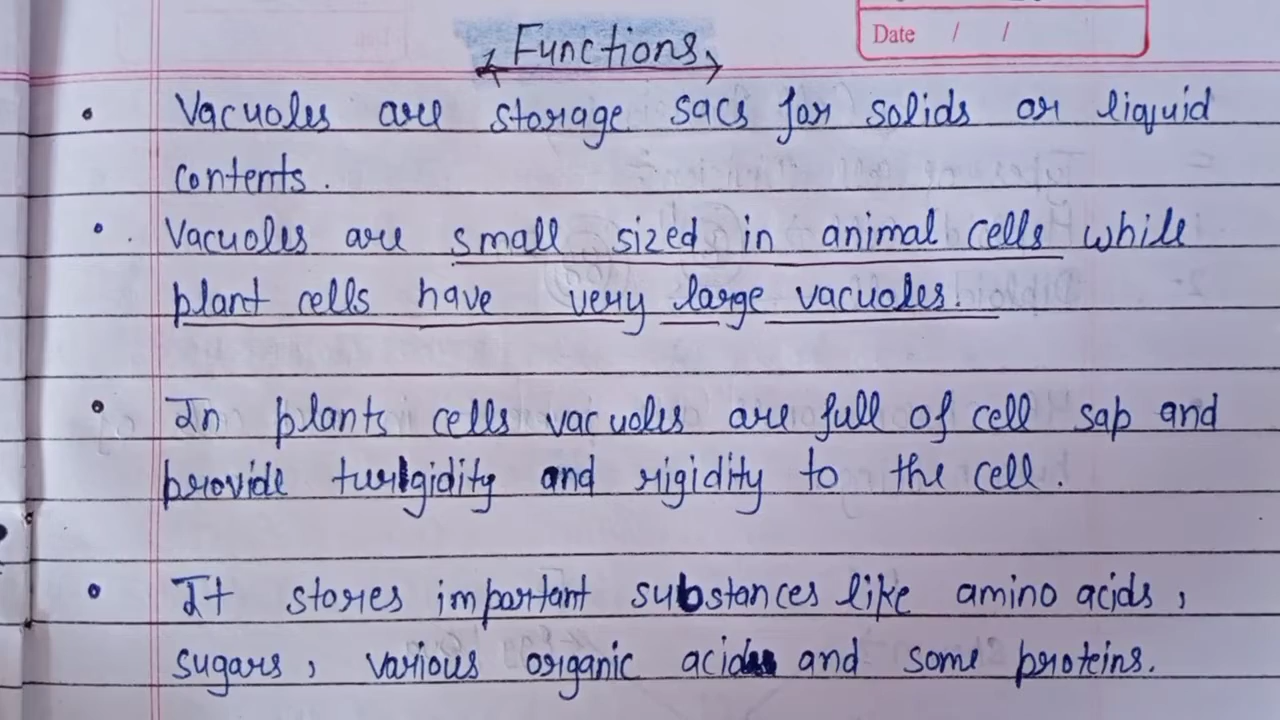 Functions
Date / /
• Vacuoles are storage sacs for solids or liquid
contents.
• Vacuoles are small sized in animal cells while
plant cells have very large vacuoles.
• In plants cells vacuoles are full of cell sap and
provide turgidity and rigidity to the cell.
• It stores important substances like amino acids,
sugars, various organic acids and some proteins.